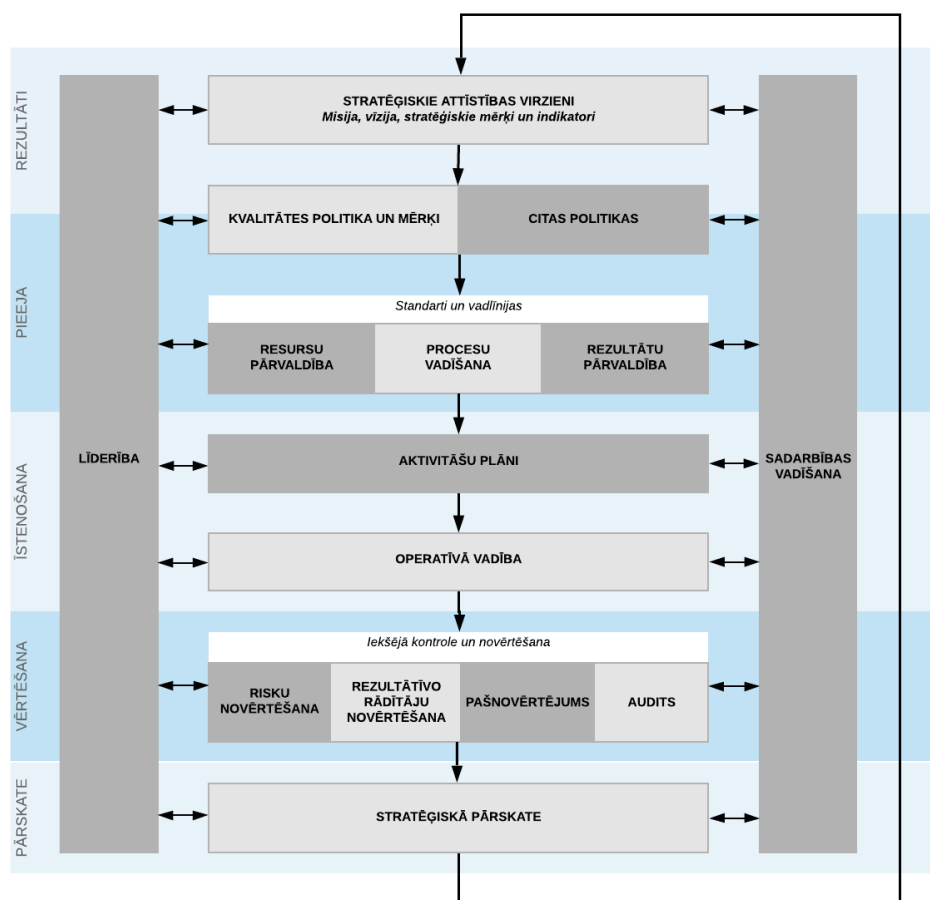 REZULTĀTI
STRATĒĢISKIE ATTĪSTĪBAS VIRZIENI
Misija, vīzija, stratēģiskie mērķi un indikatori
KVALITĀTES POLITIKA UN MĒRĶI
CITAS POLITIKAS
PIEEJA
Standarti un vadlīnijas
RESURSU
PĀRVALDĪBA
PROCESU
VADĪŠANA
REZULTĀTU
PĀRVALDĪBA
LĪDERĪBA
SADARBĪBAS
VADĪŠANA
ĪSTENOŠANA
AKTIVITĀŠU PLĀNI
OPERATĪVĀ VADĪBA
VĒRTĒŠANA
Iekšējā kontrole un novērtēšana
RISKU
NOVĒRTĒŠANA
REZULTĀTĪVO
RĀDĪTĀJU
NOVĒRTĒŠANA
PAŠNOVĒRTĒJUMS
AUDITS
PĀRSKATE
STRATĒĢISKĀ PĀRSKATE